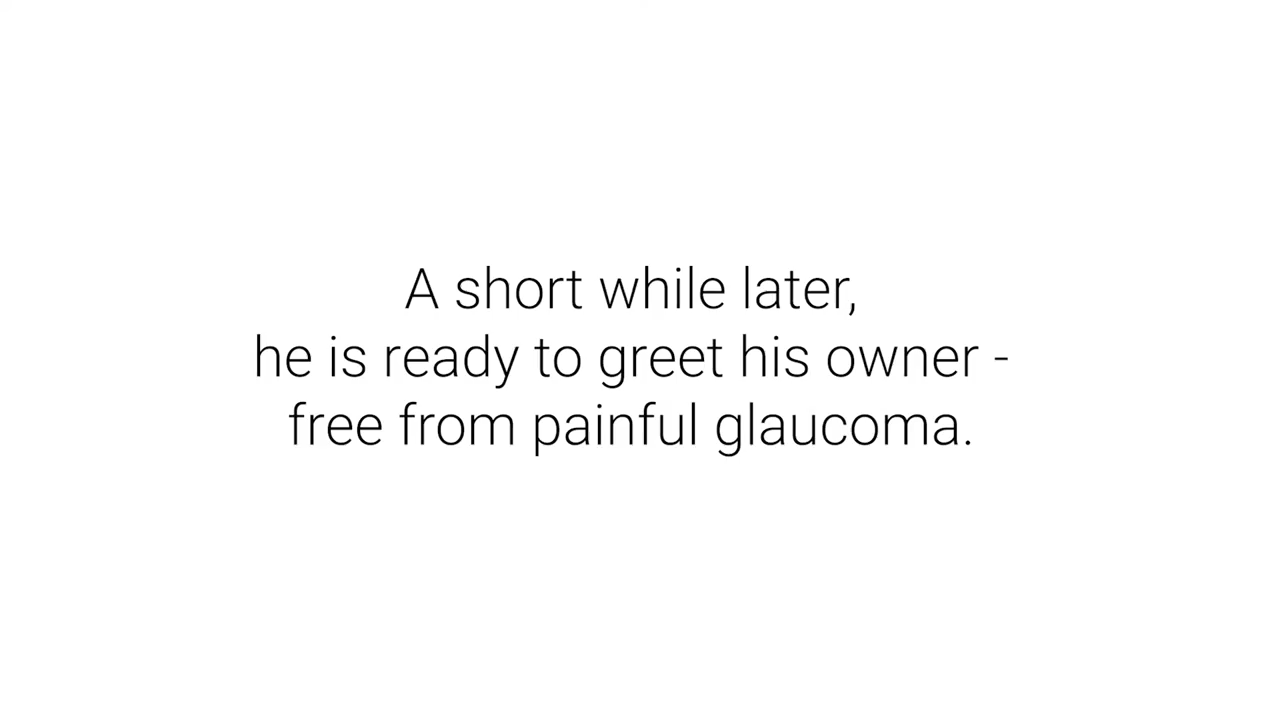 A short while later,
he is ready to greet his owner -
free from painful glaucoma.